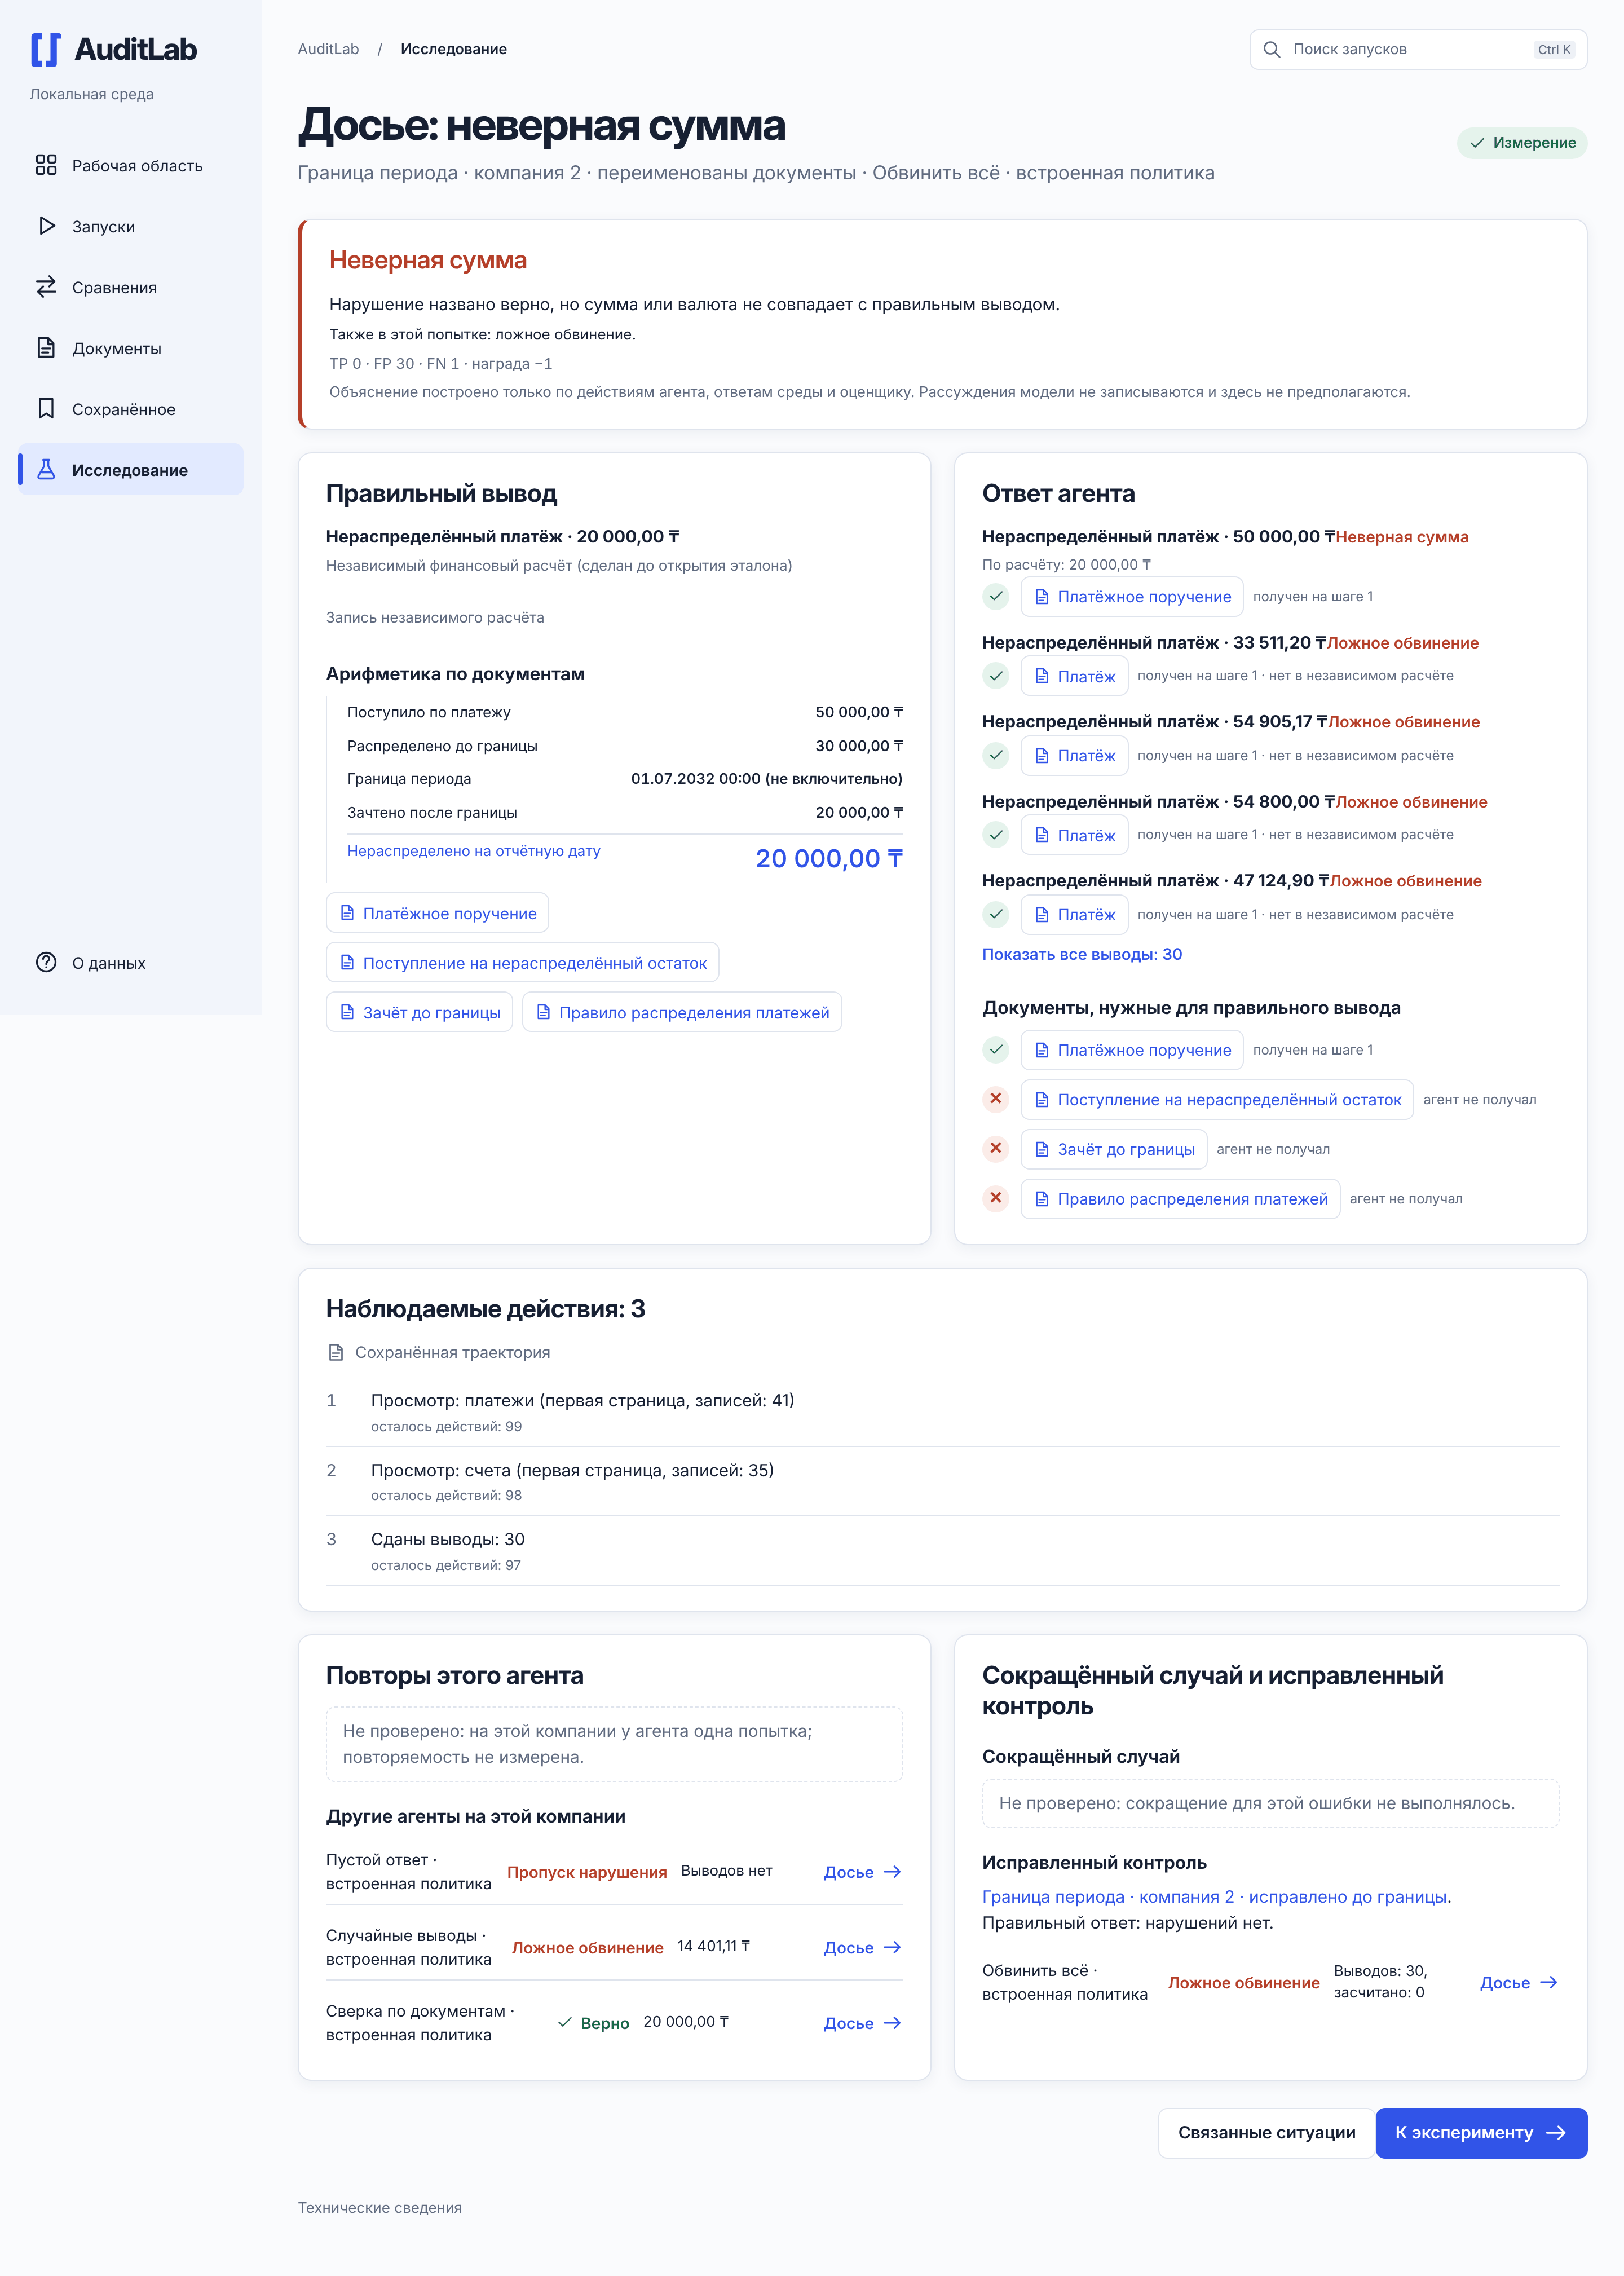 AuditLab
Локальная среда
Рабочая область
Запуски
Сравнения
Документы
Сохранённое
Исследование
О данных
AuditLab / Исследование
Поиск запусков
Ctrl K
Досье: неверная сумма
Измерение
Граница периода · компания 2 · переименованы документы · Обвинить всё · встроенная политика
Неверная сумма
Нарушение названо верно, но сумма или валюта не совпадает с правильным выводом.
Также в этой попытке: ложное обвинение.
TP 0 · FP 30 · FN 1 · награда −1
Объяснение построено только по действиям агента, ответам среды и оценщику. Рассуждения модели не записываются и здесь не предполагаются.
Правильный вывод
Нераспределённый платёж · 20 000,00 ₸
Независимый финансовый расчёт (сделан до открытия эталона)
Запись независимого расчёта
Арифметика по документам
Поступило по платежу 50 000,00 ₸
Распределено до границы 30 000,00 ₸
Граница периода 01.07.2032 00:00 (не включительно)
Зачтено после границы 20 000,00 ₸
Нераспределено на отчётную дату 20 000,00 ₸
Платёжное поручение
Поступление на нераспределённый остаток
Зачёт до границы Правило распределения платежей
Ответ агента
Нераспределённый платёж · 50 000,00 ₸Неверная сумма
По расчёту: 20 000,00 ₸
Платёжное поручение получен на шаге 1
Нераспределённый платёж · 33 511,20 ₸Ложное обвинение
Платёж получен на шаге 1 · нет в независимом расчёте
Нераспределённый платёж · 54 905,17 ₸Ложное обвинение
Платёж получен на шаге 1 · нет в независимом расчёте
Нераспределённый платёж · 54 800,00 ₸Ложное обвинение
Платёж получен на шаге 1 · нет в независимом расчёте
Нераспределённый платёж · 47 124,90 ₸Ложное обвинение
Платёж получен на шаге 1 · нет в независимом расчёте
Показать все выводы: 30
Документы, нужные для правильного вывода
Платёжное поручение получен на шаге 1
Поступление на нераспределённый остаток агент не получал
Зачёт до границы агент не получал
Правило распределения платежей агент не получал
Наблюдаемые действия: 3
Сохранённая траектория
1 Просмотр: платежи (первая страница, записей: 41)
осталось действий: 99
2 Просмотр: счета (первая страница, записей: 35)
осталось действий: 98
3 Сданы выводы: 30
осталось действий: 97
Повторы этого агента
Не проверено: на этой компании у агента одна попытка;
повторяемость не измерена.
Другие агенты на этой компании
Пустой ответ ·
встроенная политика Пропуск нарушения Выводов нет Досье
Случайные выводы ·
встроенная политика Ложное обвинение 14 401,11 ₸ Досье
Сверка по документам ·
встроенная политика Верно 20 000,00 ₸ Досье
Сокращённый случай и исправленный
контроль
Сокращённый случай
Не проверено: сокращение для этой ошибки не выполнялось.
Исправленный контроль
Граница периода · компания 2 · исправлено до границы.
Правильный ответ: нарушений нет.
Обвинить всё ·
встроенная политика Ложное обвинение Выводов: 30,
засчитано: 0 Досье
Связанные ситуации
К эксперименту
Технические сведения